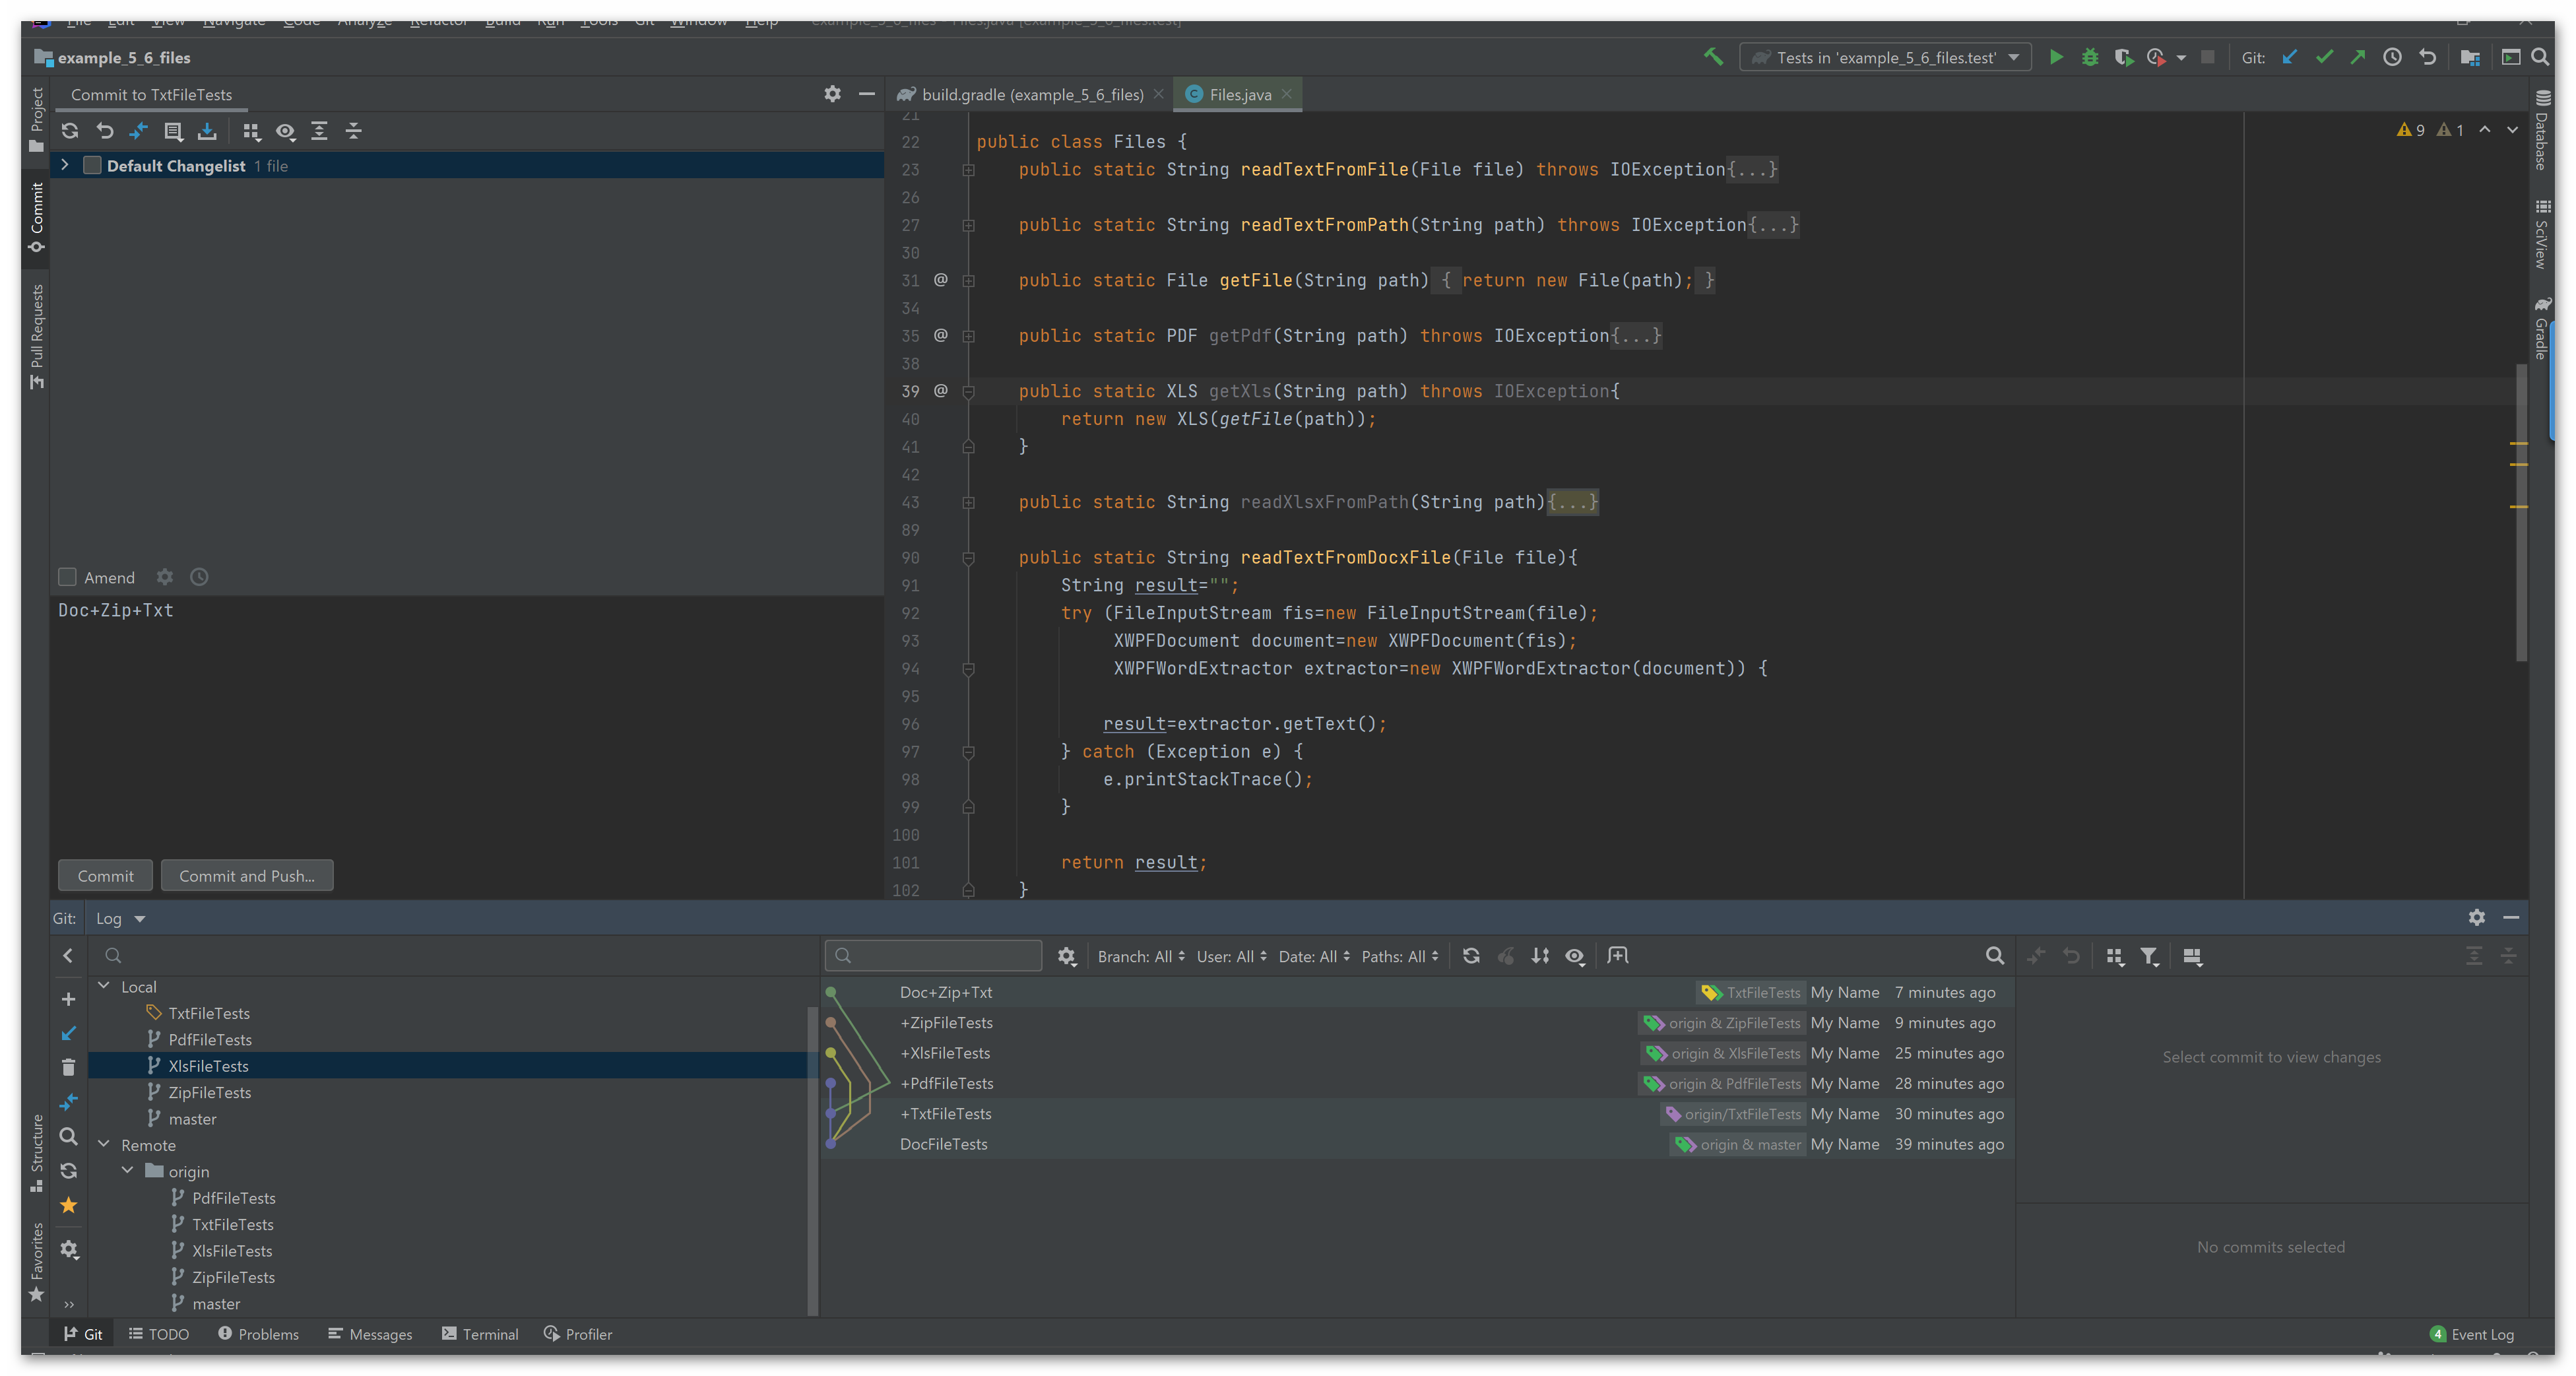 File Edit View Navigate Code Analyze Refactor Build Run Tools Git Window Help example_5_6_files - Files.java [example_5_6_files.test]
example_5_6_files
Tests in 'example_5_6_files.test'
Git:
Project
Commit
Pull Requests
Structure
Favorites
Commit to TxtFileTests
Default Changelist 1 file
Amend
Doc+Zip+Txt
Commit
Commit and Push...
build.gradle (example_5_6_files)
Files.java
9 1
21
22 public class Files {
23 public static String readTextFromFile(File file) throws IOException{...}
26
27 public static String readTextFromPath(String path) throws IOException{...}
30
31 @ public static File getFile(String path) { return new File(path); }
34
35 @ public static PDF getPdf(String path) throws IOException{...}
38
39 @ public static XLS getXls(String path) throws IOException{
40 return new XLS(getFile(path));
41 }
42
43 public static String readXlsxFromPath(String path){...}
89
90 public static String readTextFromDocxFile(File file){
91 String result="";
92 try (FileInputStream fis=new FileInputStream(file);
93 XWPFDocument document=new XWPFDocument(fis);
94 XWPFWordExtractor extractor=new XWPFWordExtractor(document)) {
95
96 result=extractor.getText();
97 } catch (Exception e) {
98 e.printStackTrace();
99 }
100
101 return result;
102 }
Database
SciView
Gradle
Git: Log
Local
TxtFileTests
PdfFileTests
XlsFileTests
ZipFileTests
master
Remote
origin
PdfFileTests
TxtFileTests
XlsFileTests
ZipFileTests
master
Branch: All User: All Date: All Paths: All
Doc+Zip+Txt TxtFileTests My Name 7 minutes ago
+ZipFileTests origin & ZipFileTests My Name 9 minutes ago
+XlsFileTests origin & XlsFileTests My Name 25 minutes ago
+PdfFileTests origin & PdfFileTests My Name 28 minutes ago
+TxtFileTests origin/TxtFileTests My Name 30 minutes ago
DocFileTests origin & master My Name 39 minutes ago
Select commit to view changes
No commits selected
Git TODO Problems Messages Terminal Profiler
4 Event Log